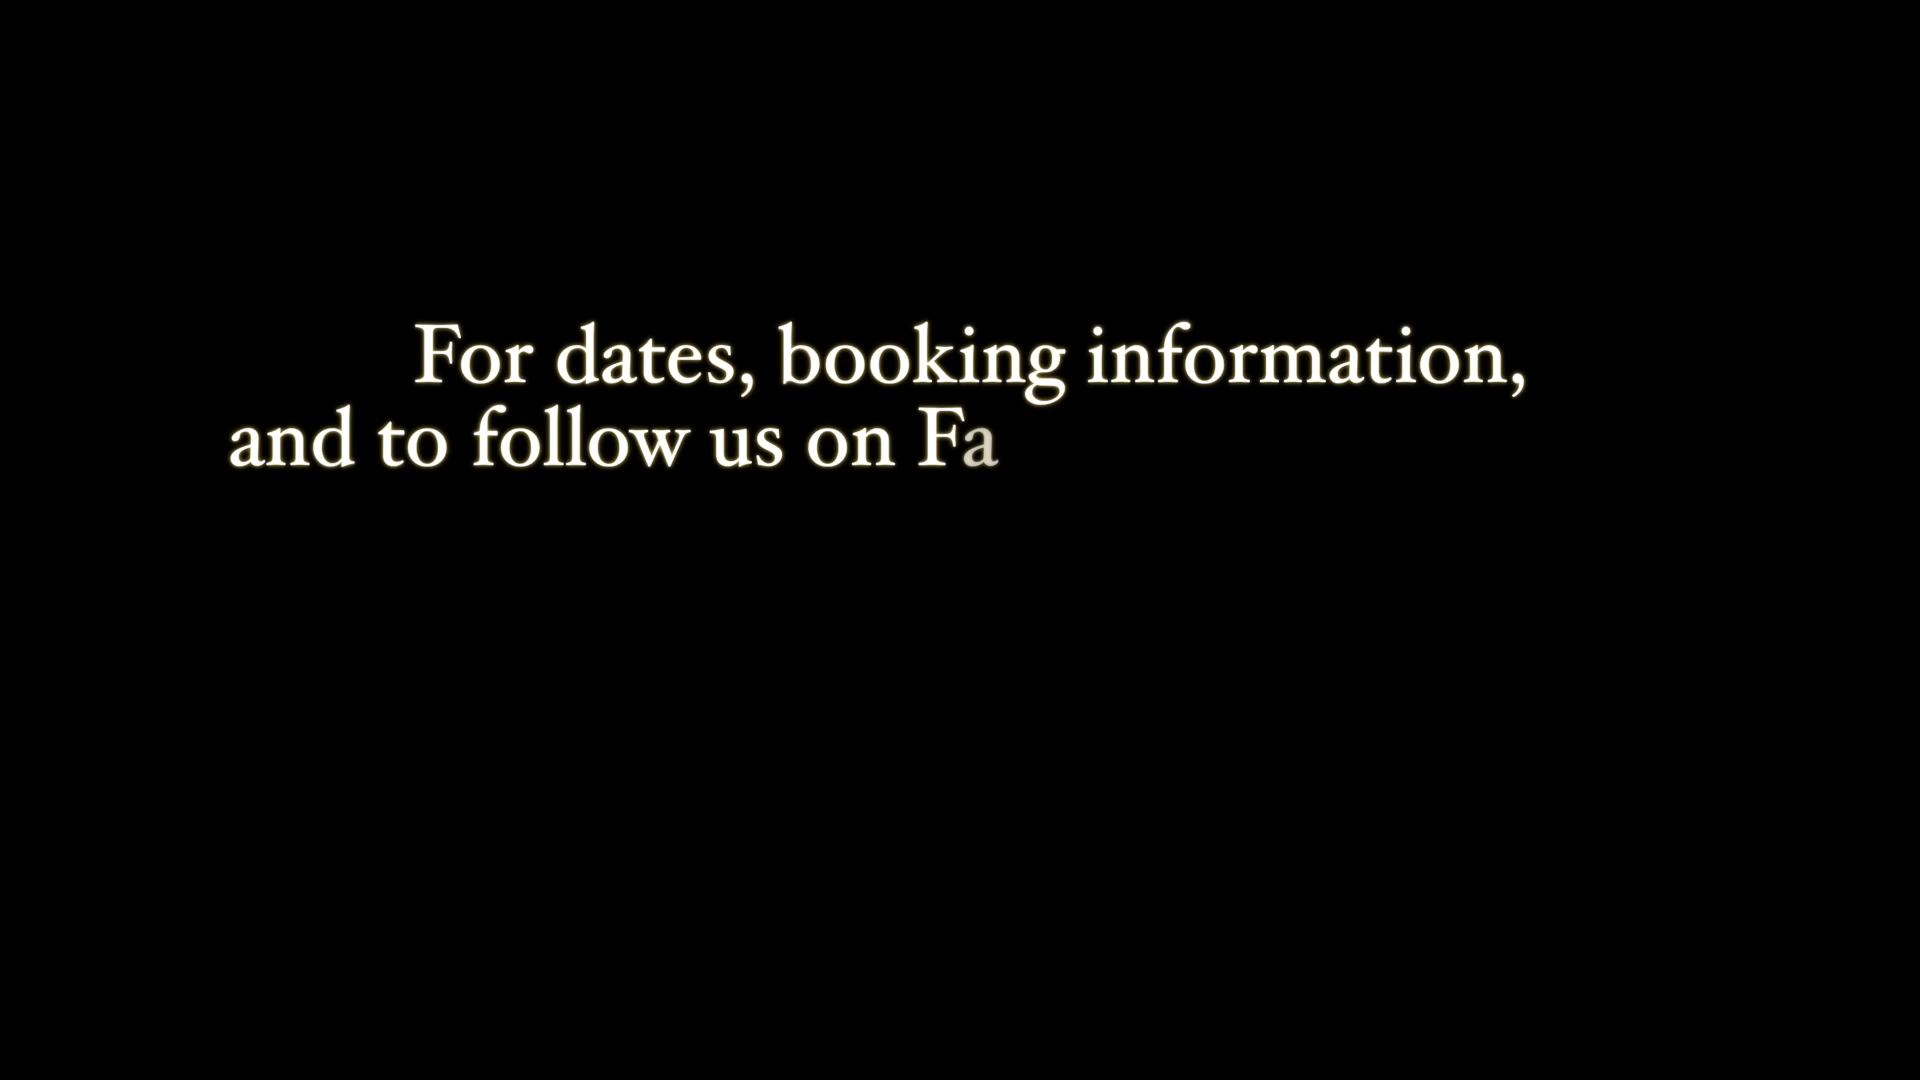 For dates, booking information,
and to follow us on Fa